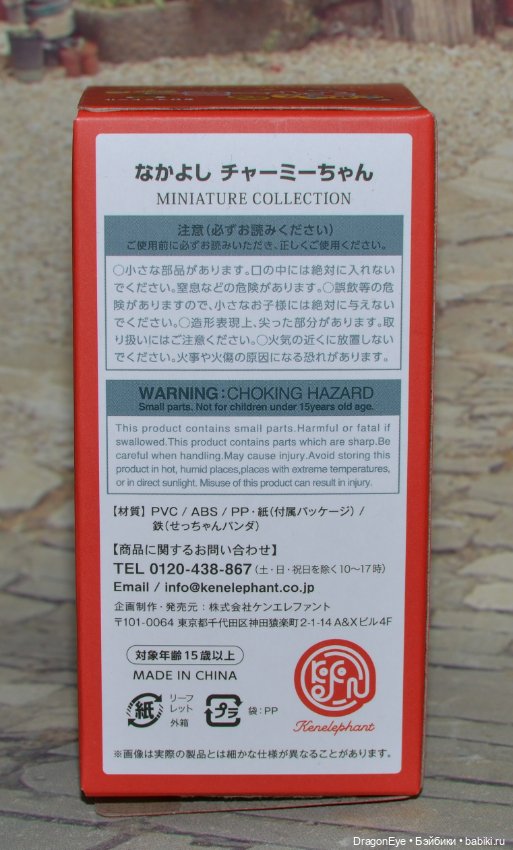 なかよし チャーミーちゃん
MINIATURE COLLECTION
注意（必ずお読みください）
ご使用前に必ずお読みいただき、正しくご使用ください。
○小さな部品があります。口の中には絶対に入れない
でください。窒息などの危険があります。○誤飲等の危
険がありますので、小さなお子様には絶対に与えない
でください。○造形表現上、尖った部分があります。取
り扱いにはご注意ください。○火気の近くに放置しない
でください。火事や火傷の原因になる恐れがあります。
WARNING:CHOKING HAZARD
Small parts. Not for children under 15years old age.
This product contains small parts.Harmful or fatal if
swallowed.This product contains parts which are sharp.Be
careful when handling.May cause injury.Avoid storing this
product in hot, humid places,places with extreme temperatures,
or in direct sunlight. Misuse of this product can result in injury.
【材質】PVC / ABS / PP・紙（付属パッケージ）/
鉄（せっちゃんパンダ）
【商品に関するお問い合わせ】
TEL 0120-438-867（土・日・祝日を除く10〜17時）
Email / info@kenelephant.co.jp
企画制作・発売元：株式会社ケンエレファント
〒101-0064 東京都千代田区神田猿楽町2-1-14 A&Xビル4F
対象年齢15歳以上
MADE IN CHINA
紙
リーフ
レット
外箱
プラ
袋：PP
Kenelephant
※画像は実際の製品とは細かな仕様が異なることがあります。
DragonEye • Бэйбики • babiki.ru